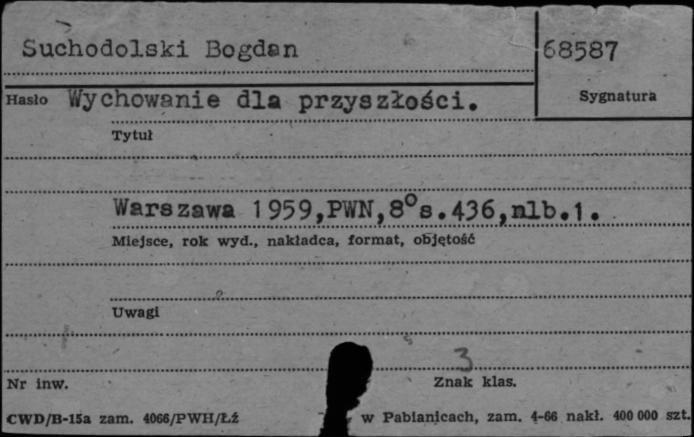 Suchodolski Bogdan 68587
Hasło Wychowanie dla przyszłości. Sygnatura
Tytuł
Warszawa 1959,PWN,8°s.436,nlb.1.
Miejsce, rok wyd., nakładca, format, objętość
Uwagi
3
Nr inw. Znak klas.
CWD/B-15a zam. 4066/PWH/Łź w Pabianicach, zam. 4-66 nakł. 400 000 szt.